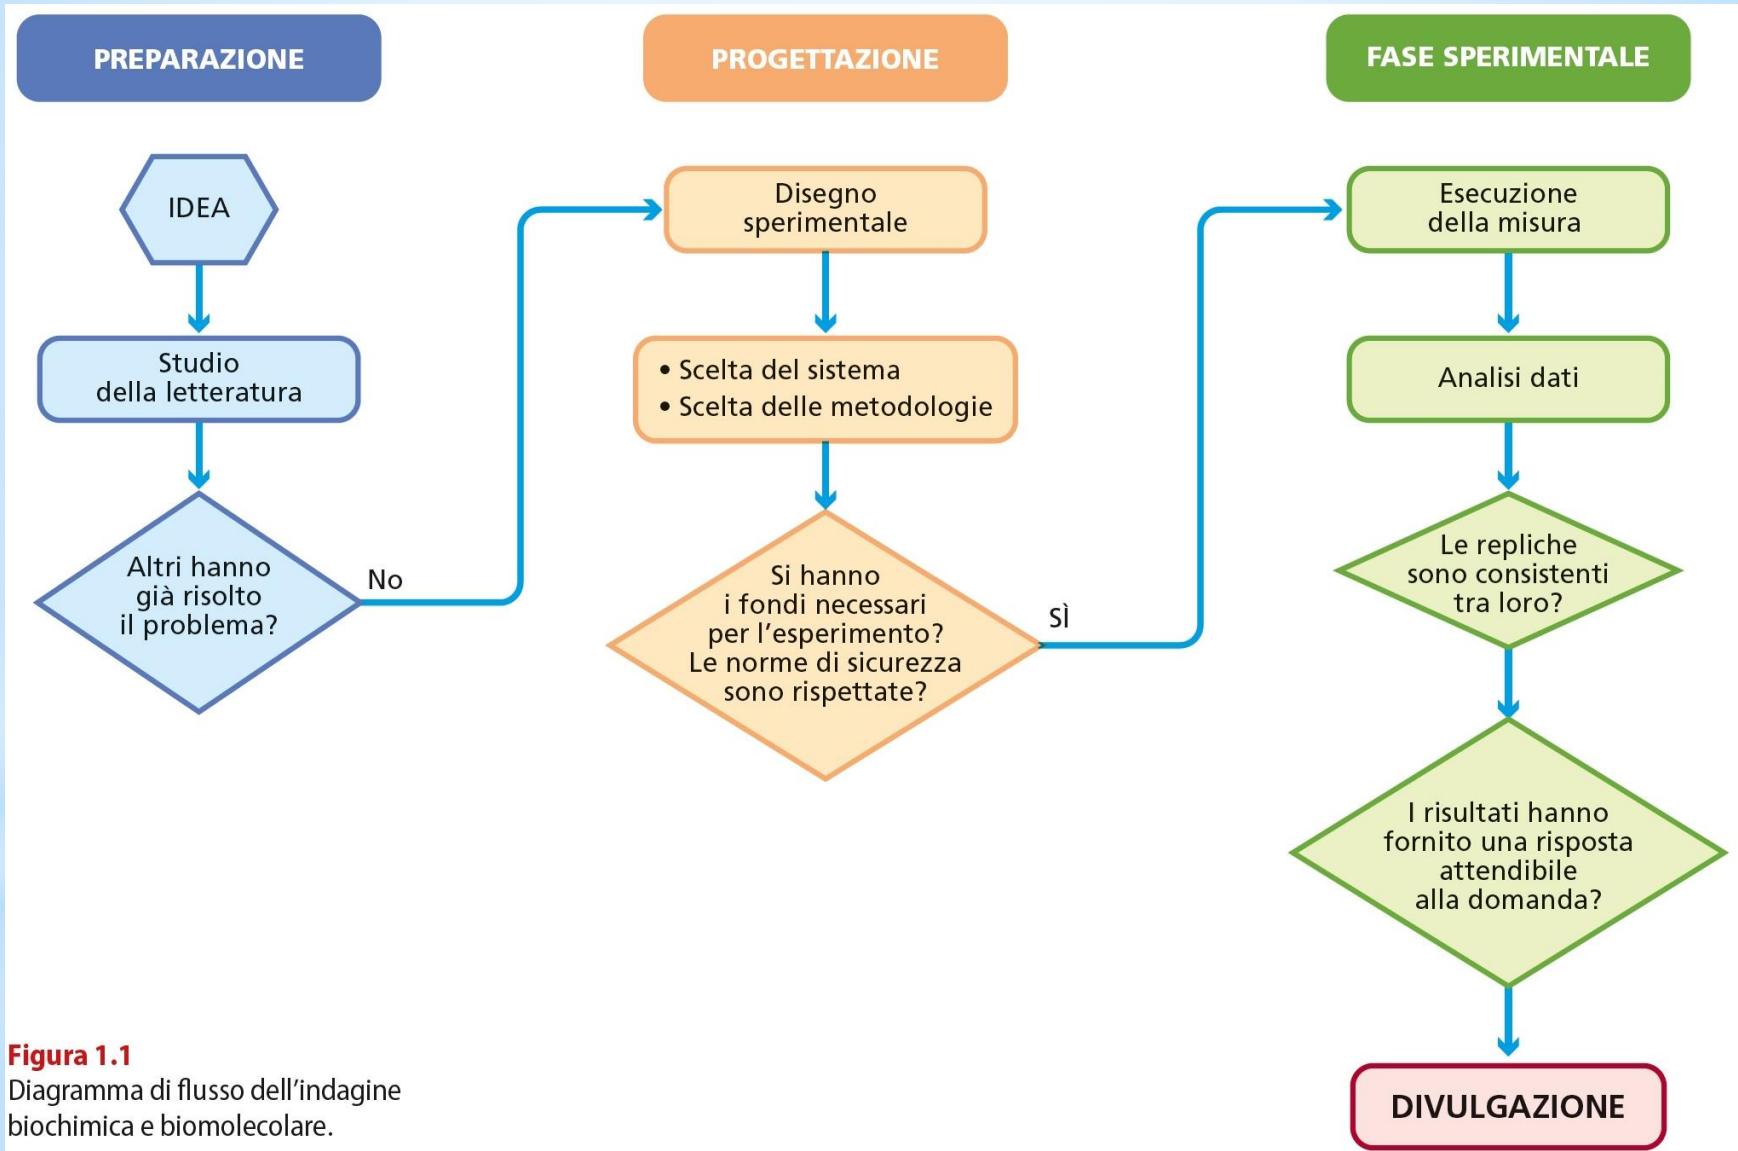 PREPARAZIONE
IDEA
Studio
della letteratura
Altri hanno
già risolto
il problema?
No
PROGETTAZIONE
Disegno
sperimentale
• Scelta del sistema
• Scelta delle metodologie
Si hanno
i fondi necessari
per l'esperimento?
Le norme di sicurezza
sono rispettate?
SÌ
FASE SPERIMENTALE
Esecuzione
della misura
Analisi dati
Le repliche
sono consistenti
tra loro?
I risultati hanno
fornito una risposta
attendibile
alla domanda?
DIVULGAZIONE
Figura 1.1
Diagramma di flusso dell'indagine
biochimica e biomolecolare.